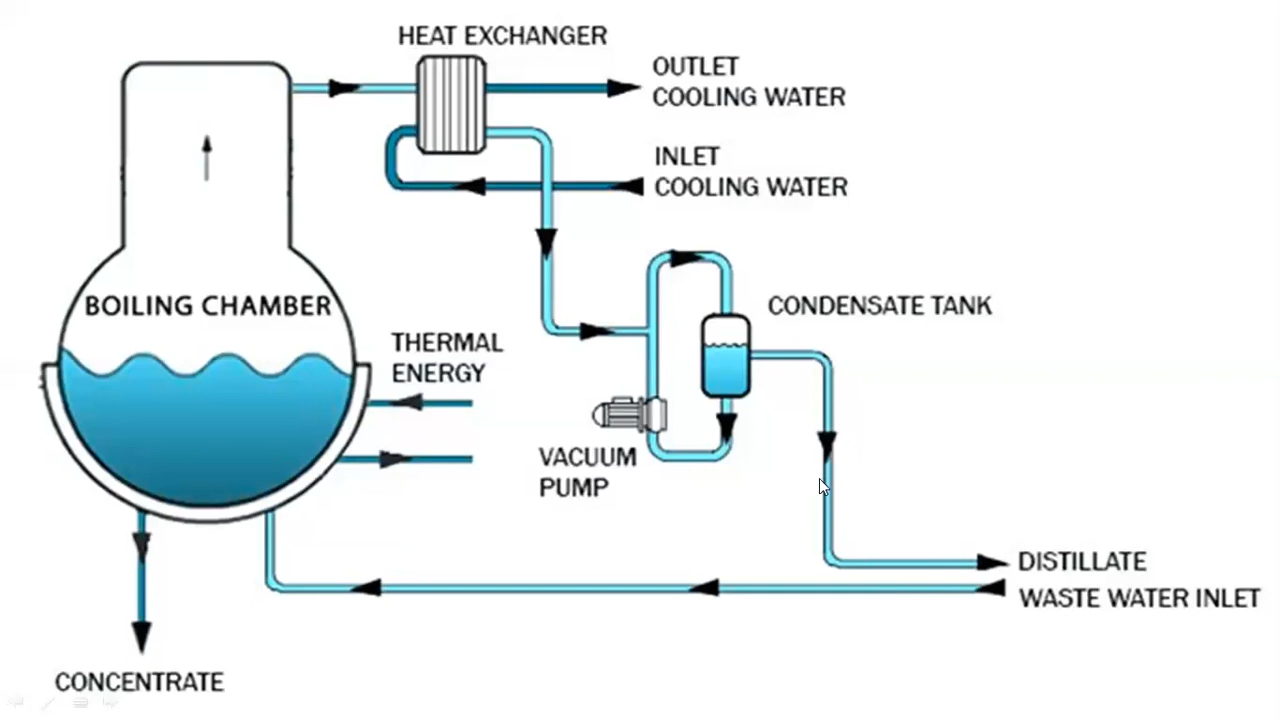 HEAT EXCHANGER
OUTLET
COOLING WATER
INLET
COOLING WATER
BOILING CHAMBER
CONDENSATE TANK
THERMAL
ENERGY
VACUUM
PUMP
DISTILLATE
WASTE WATER INLET
CONCENTRATE